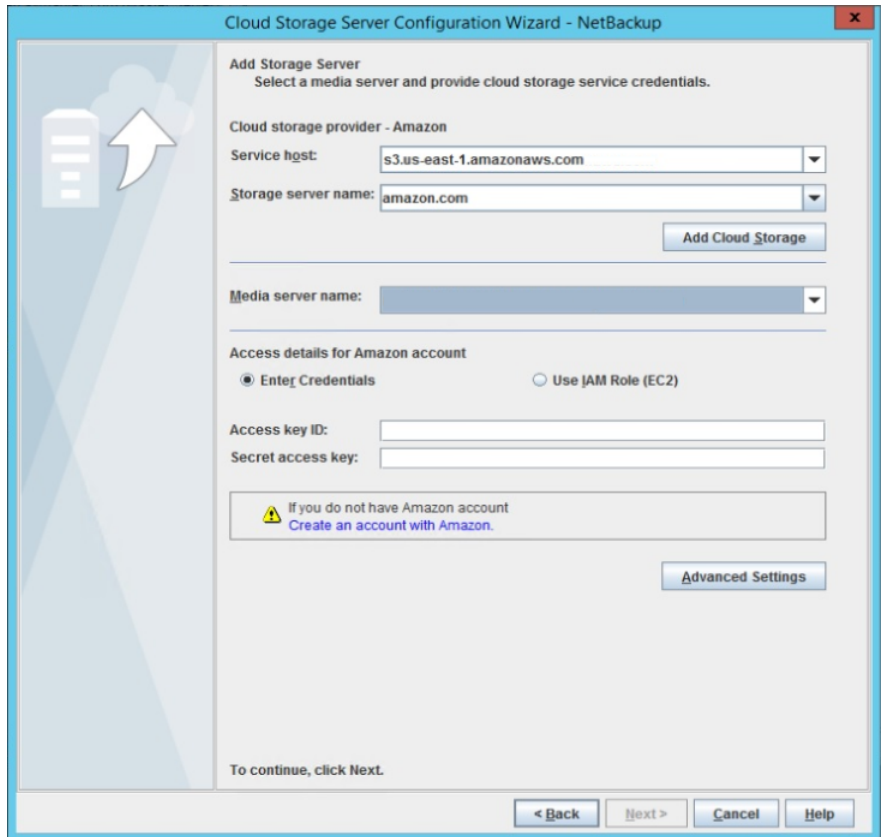 Cloud Storage Server Configuration Wizard - NetBackup
x
Add Storage Server
Select a media server and provide cloud storage service credentials.
Cloud storage provider - Amazon
Service host:
s3.us-east-1.amazonaws.com
Storage server name:
amazon.com
Add Cloud Storage
Media server name:
Access details for Amazon account
Enter Credentials
Use IAM Role (EC2)
Access key ID:
Secret access key:
If you do not have Amazon account
Create an account with Amazon.
Advanced Settings
To continue, click Next.
< Back
Next >
Cancel
Help